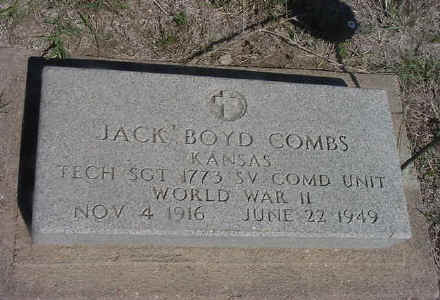 JACK BOYD COMBS
KANSAS
TECH SGT 1773 SV COMD UNIT
WORLD WAR II
NOV 4 1916 JUNE 22 1949